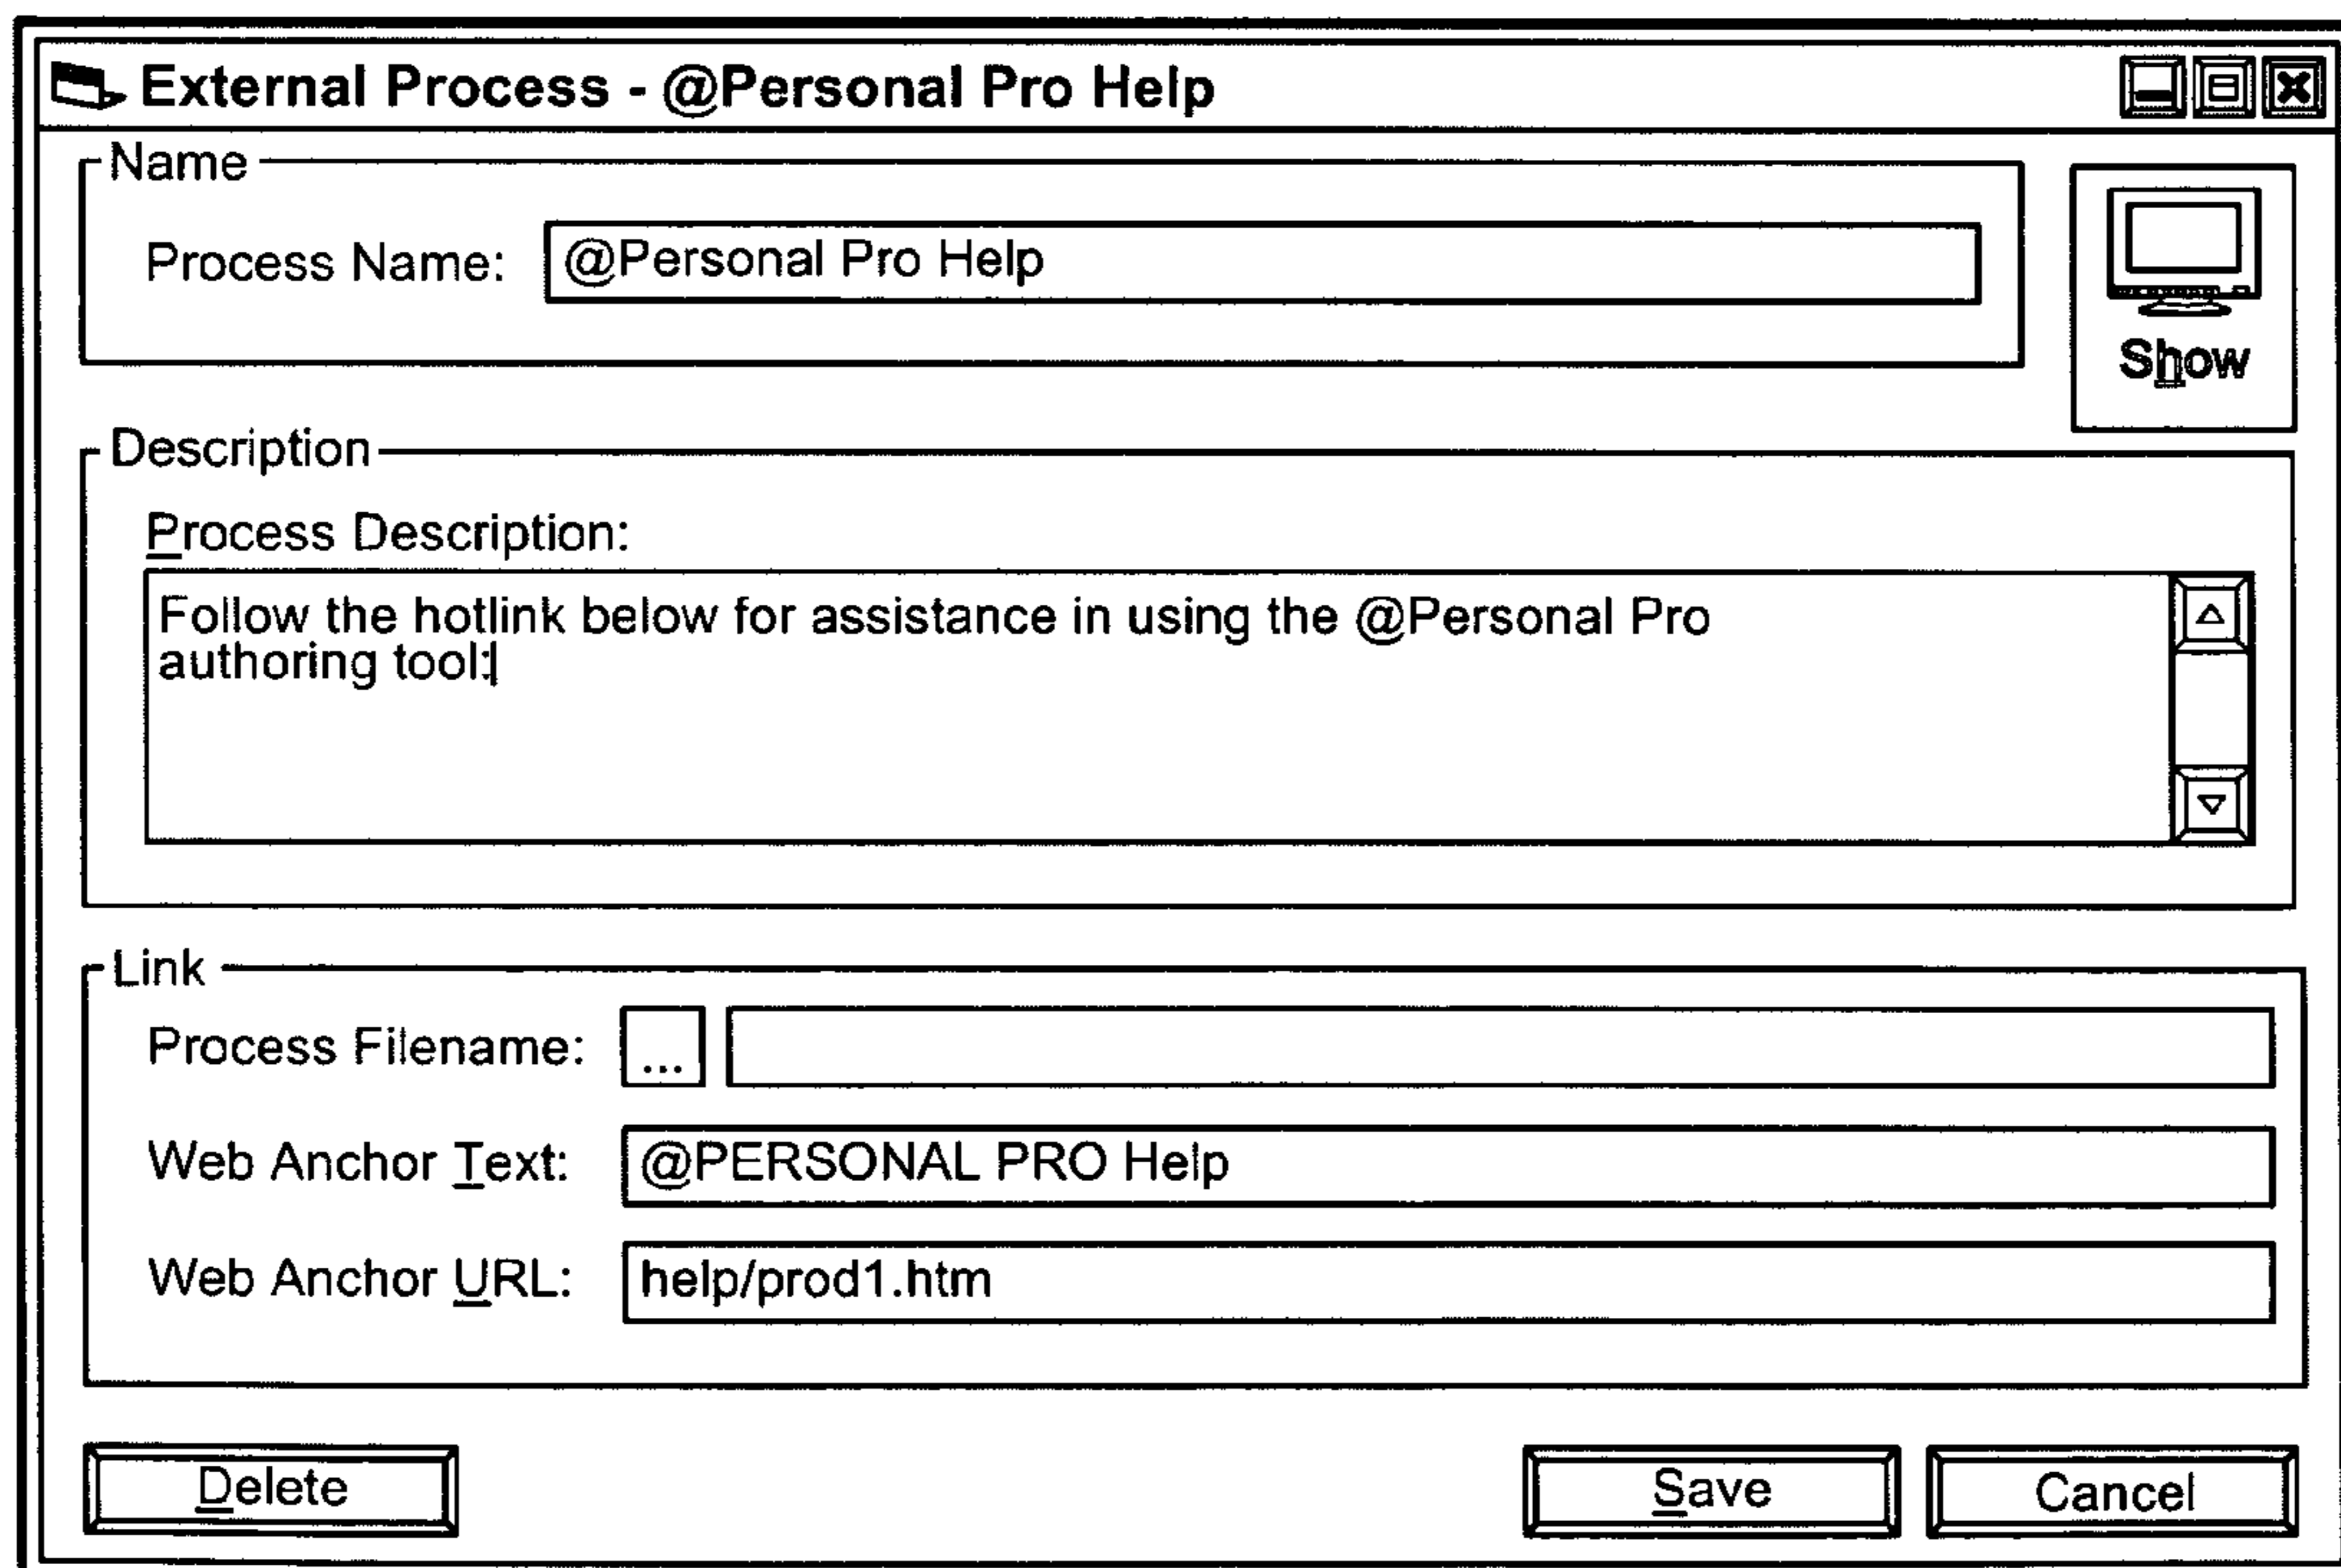 External Process - @Personal Pro Help
Name
Process Name: @Personal Pro Help
Show
Description
Process Description:
Follow the hotlink below for assistance in using the @Personal Pro
authoring tool:
Link
Process Filename: ...
Web Anchor Text: @PERSONAL PRO Help
Web Anchor URL: help/prod1.htm
Delete Save Cancel